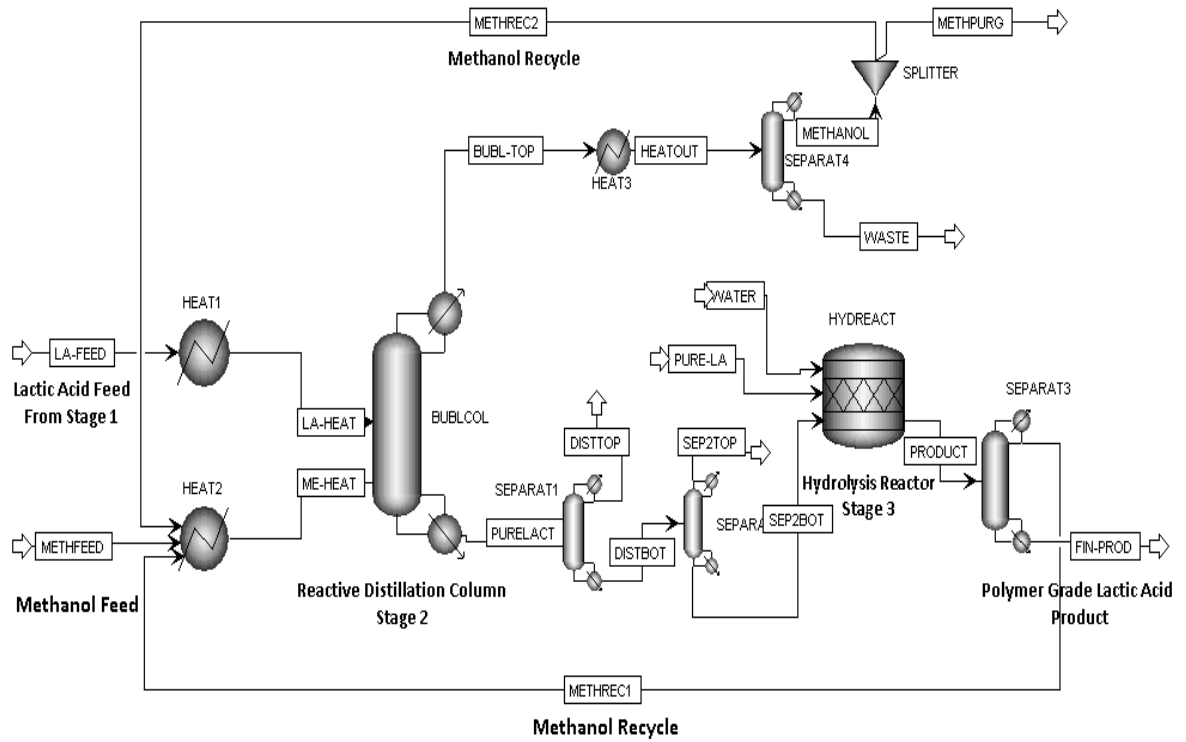 METHREC2
METHPURG
Methanol Recycle
SPLITTER
METHANOL
BUBL-TOP
HEATOUT
SEPARAT4
HEAT3
WASTE
HEAT1
WATER
HYDREACT
LA-FEED
PURE-LA
Lactic Acid Feed
From Stage 1
SEPARAT3
BUBLCOL
LA-HEAT
DISTTOP
SEP2TOP
PRODUCT
HEAT2
ME-HEAT
SEPARAT1
Hydrolysis Reactor
Stage 3
PURELACT
SEPARA
SEP2BOT
METHFEED
DISTBOT
FIN-PROD
Methanol Feed
Reactive Distillation Column
Stage 2
Polymer Grade Lactic Acid
Product
METHREC1
Methanol Recycle